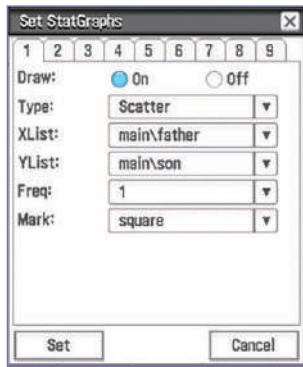 Set StatGraphs
1 2 3 4 5 6 7 8 9
Draw: On Off
Type: Scatter
XList: main\father
YList: main\son
Freq: 1
Mark: square
Set Cancel